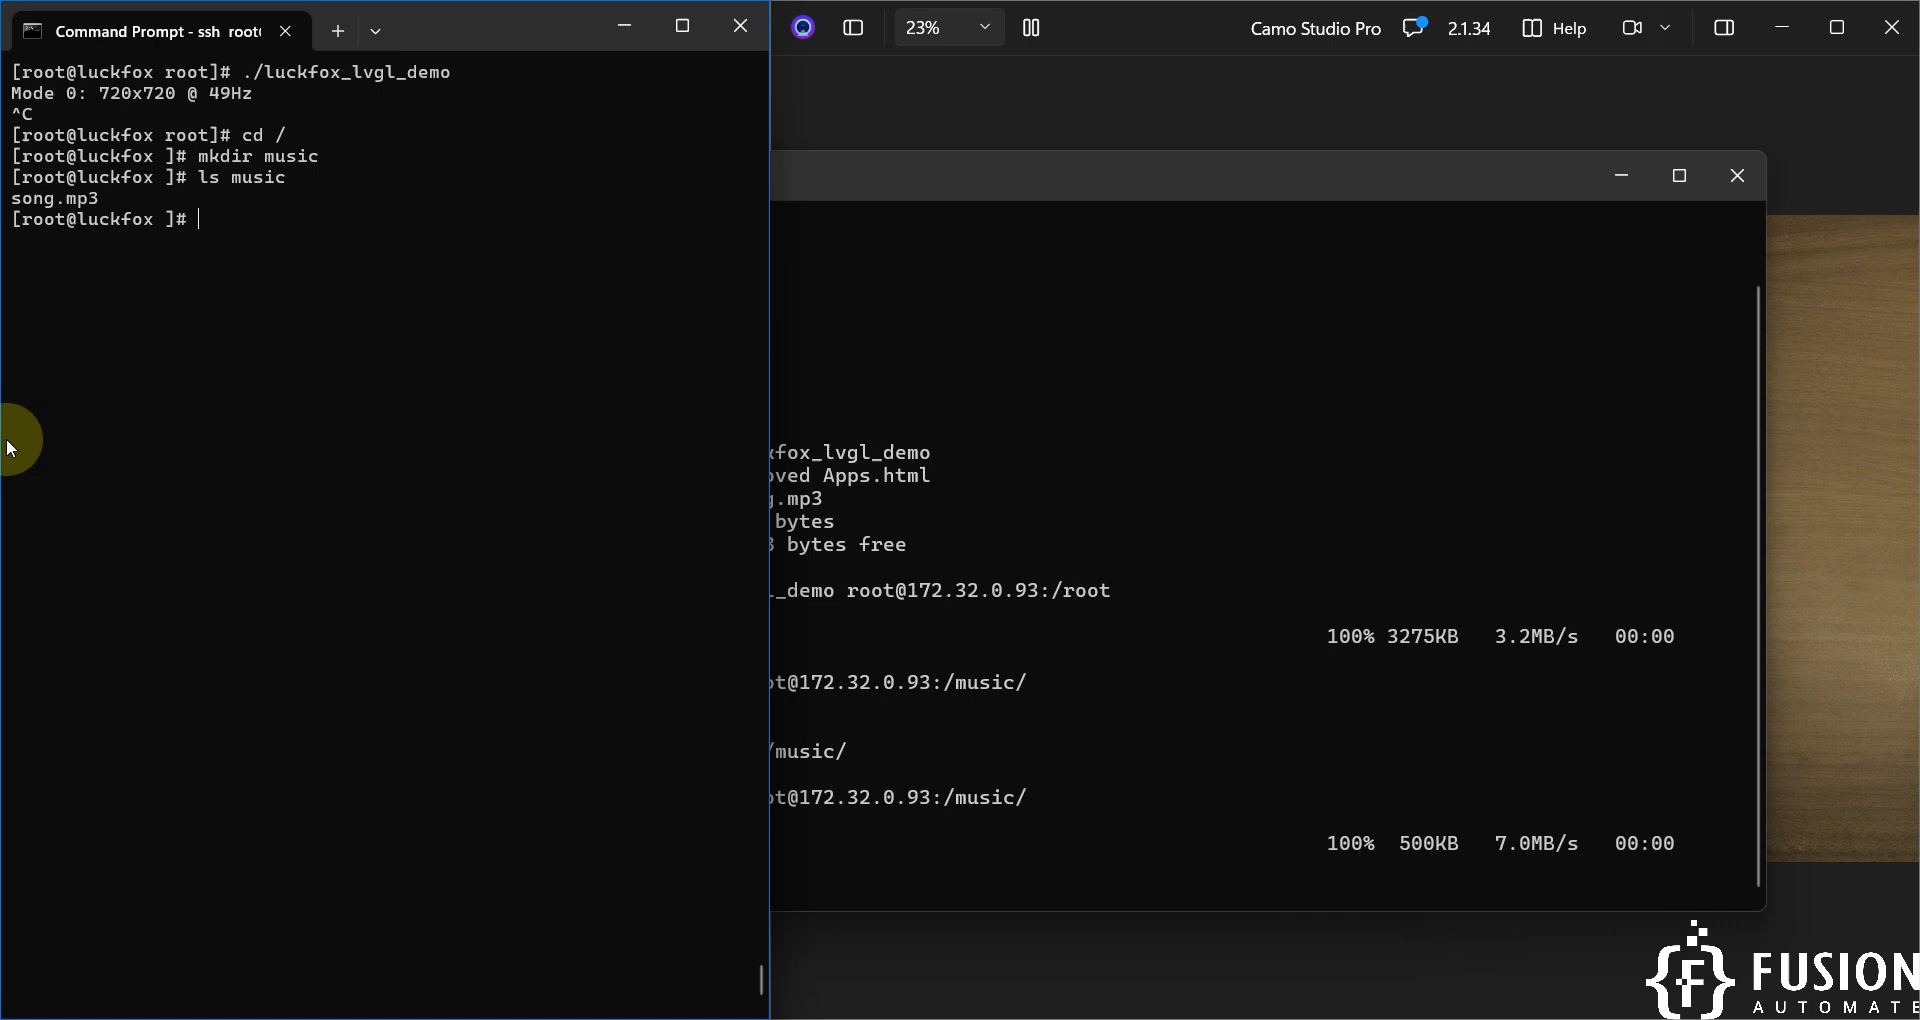 Command Prompt - ssh root
23%
Camo Studio Pro
2.1.34
Help
[root@luckfox root]# ./luckfox_lvgl_demo
Mode 0: 720x720 @ 49Hz
^C
[root@luckfox root]# cd /
[root@luckfox ]# mkdir music
[root@luckfox ]# ls music
song.mp3
[root@luckfox ]#
fox_lvgl_demo
ved Apps.html
.mp3
bytes
bytes free
_demo root@172.32.0.93:/root
100% 3275KB 3.2MB/s 00:00
t@172.32.0.93:/music/
/music/
t@172.32.0.93:/music/
100% 500KB 7.0MB/s 00:00
{F} FUSION
AUTOMATE